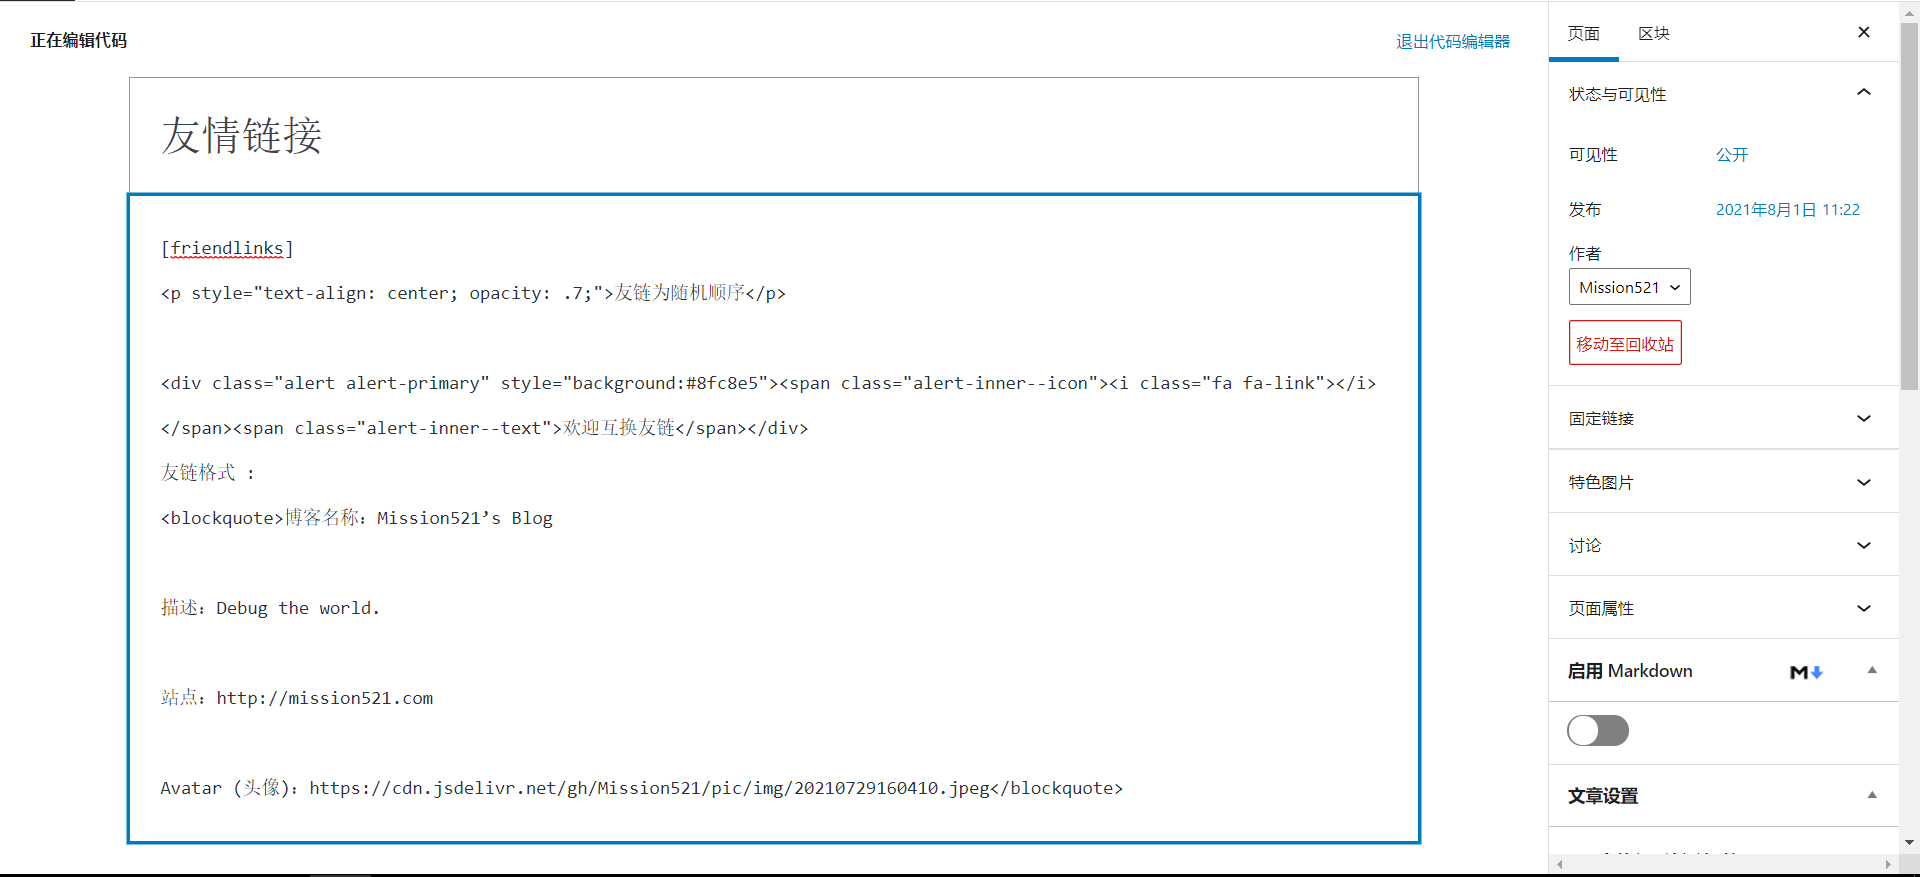 正在编辑代码
退出代码编辑器
友情链接
[friendlinks]
<p style="text-align: center; opacity: .7;">友链为随机顺序</p>
<div class="alert alert-primary" style="background:#8fc8e5"><span class="alert-inner--icon"><i class="fa fa-link"></i>
</span><span class="alert-inner--text">欢迎互换友链</span></div>
友链格式 :
<blockquote>博客名称：Mission521’s Blog
描述：Debug the world.
站点：http://mission521.com
Avatar (头像)：https://cdn.jsdelivr.net/gh/Mission521/pic/img/20210729160410.jpeg</blockquote>
页面 区块
状态与可见性
可见性 公开
发布 2021年8月1日 11:22
作者
Mission521
移动至回收站
固定链接
特色图片
讨论
页面属性
启用 Markdown M
文章设置